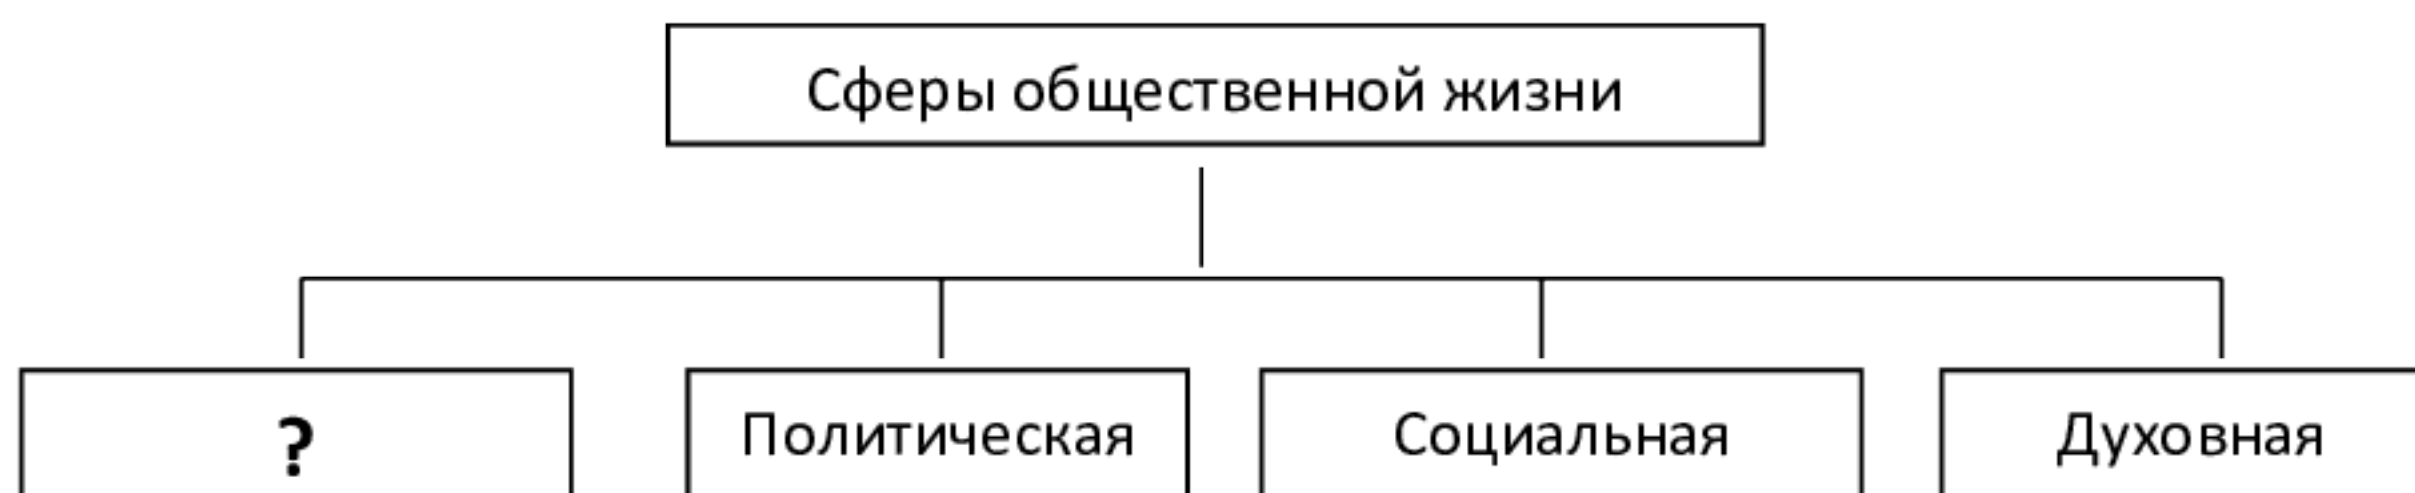 Сферы общественной жизни
?
Политическая
Социальная
Духовная